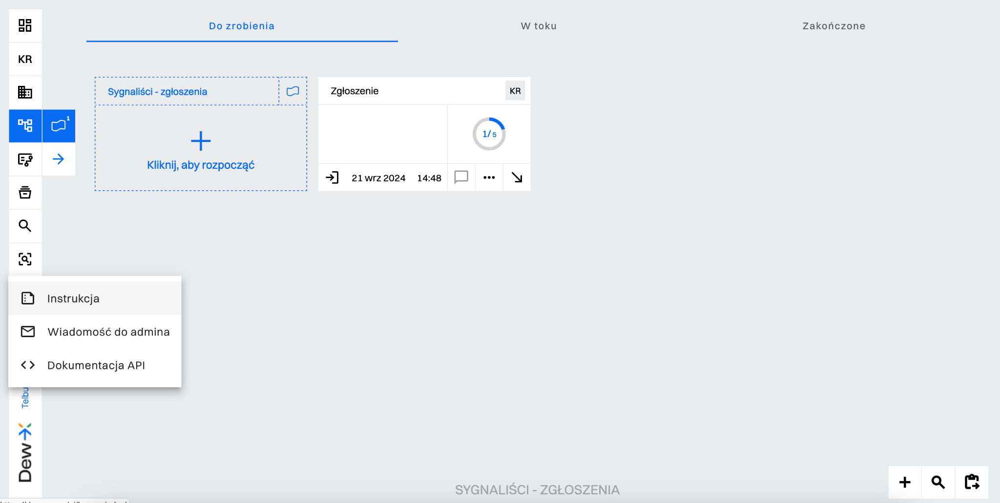 Do zrobienia
W toku
Zakończone
KR
1
Sygnaliści - zgłoszenia
Kliknij, aby rozpocząć
Zgłoszenie
KR
1/5
21 wrz 2024 14:48
Instrukcja
Wiadomość do admina
Dokumentacja API
Telbu
Dew
SYGNALIŚCI - ZGŁOSZENIA